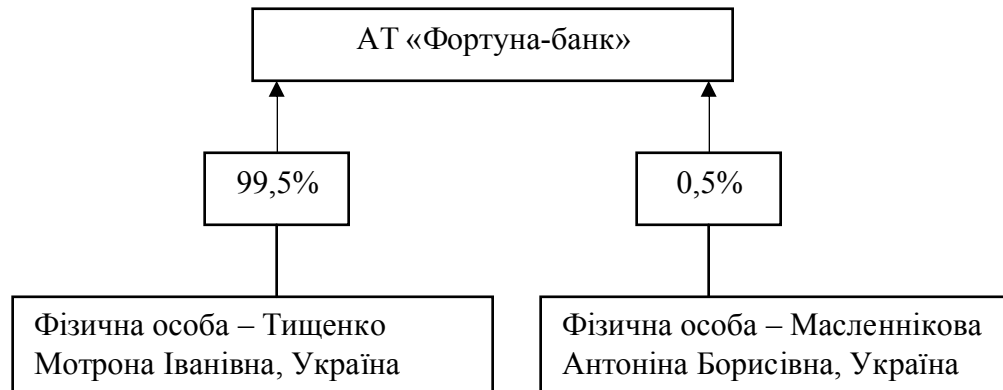 АТ «Фортуна-банк»
99,5%
0,5%
Фізична особа – Тищенко
Мотрона Іванівна, Україна
Фізична особа – Масленнікова
Антоніна Борисівна, Україна